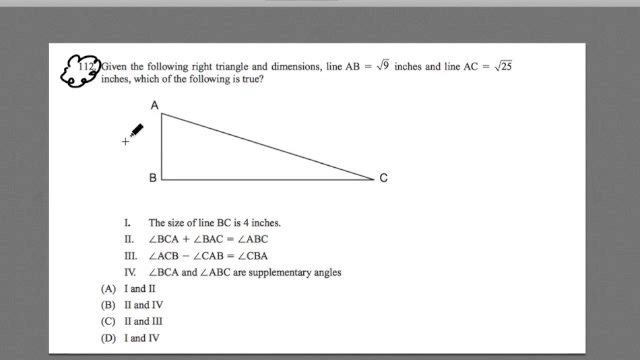 112. Given the following right triangle and dimensions, line AB = √9 inches and line AC = √25
inches, which of the following is true?
A
B
C
I. The size of line BC is 4 inches.
II. ∠BCA + ∠BAC = ∠ABC
III. ∠ACB − ∠CAB = ∠CBA
IV. ∠BCA and ∠ABC are supplementary angles
(A) I and II
(B) II and IV
(C) II and III
(D) I and IV